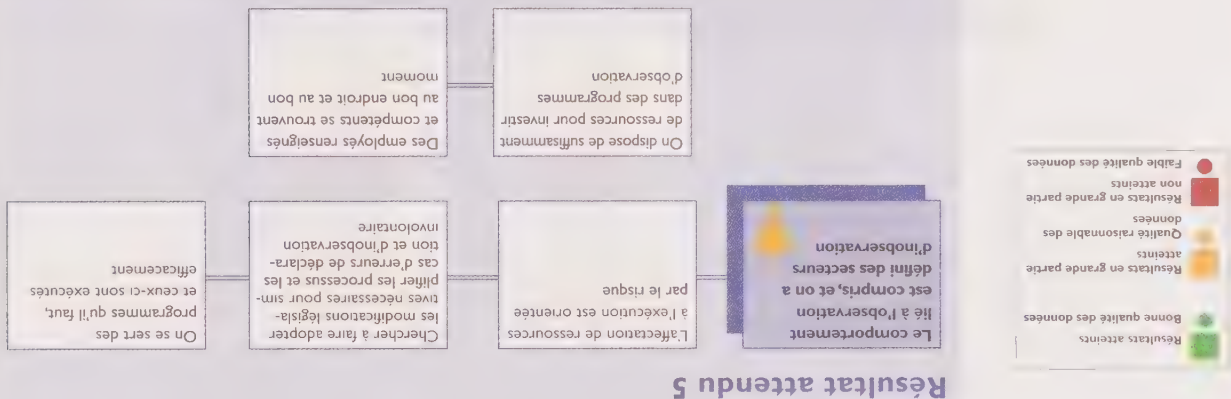 Résultat attendu 5
Résultats atteints
Bonne qualité des données
Résultats en grande partie
atteints
Qualité raisonnable des
données
Résultats en grande partie
non atteints
Faible qualité des données
Le comportement
lié à l'observation
est compris, et on a
défini des secteurs
d'inobservation
L'affectation de ressources
à l'exécution est orientée
par le risque
Chercher à faire adopter
les modifications législa-
tives nécessaires pour sim-
plifier les processus et les
cas d'erreurs de déclara-
tion et d'inobservation
involontaire
On se sert des
programmes qu'il faut,
et ceux-ci sont exécutés
efficacement
On dispose de suffisamment
de ressources pour investir
dans des programmes
d'observation
Des employés renseignés
et compétents se trouvent
au bon endroit et au bon
moment